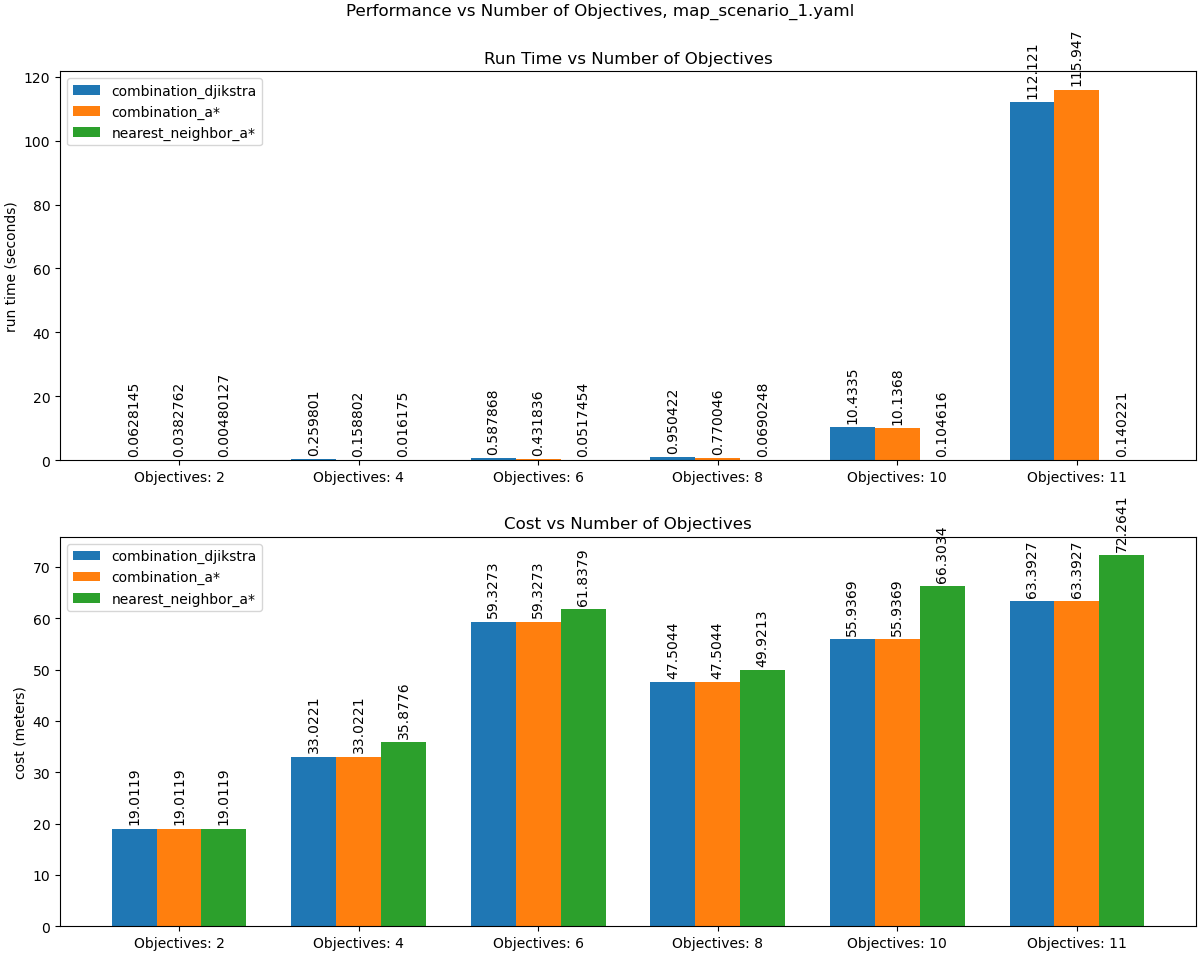 Performance vs Number of Objectives, map_scenario_1.yaml
Run Time vs Number of Objectives
combination_djikstra
combination_a*
nearest_neighbor_a*
run time (seconds)
120
100
80
60
40
20
0
0.0628145
0.0382762
0.00480127
0.259801
0.158802
0.016175
0.587868
0.431836
0.0517454
0.950422
0.770046
0.0690248
10.4335
10.1368
0.104616
112.121
115.947
0.140221
Objectives: 2
Objectives: 4
Objectives: 6
Objectives: 8
Objectives: 10
Objectives: 11
Cost vs Number of Objectives
combination_djikstra
combination_a*
nearest_neighbor_a*
cost (meters)
70
60
50
40
30
20
10
0
19.0119
19.0119
19.0119
33.0221
33.0221
35.8776
59.3273
59.3273
61.8379
47.5044
47.5044
49.9213
55.9369
55.9369
66.3034
63.3927
63.3927
72.2641
Objectives: 2
Objectives: 4
Objectives: 6
Objectives: 8
Objectives: 10
Objectives: 11